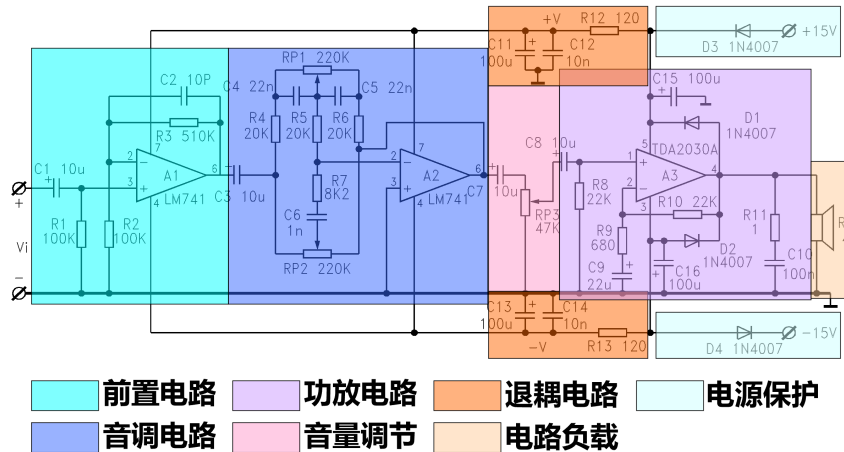 +V R12 120
C11 100u
C12 10n
D3 1N4007 +15V
C2 10P
R3 510K
C1 10u
+
Vi
−
R1 100K
R2 100K
A1 LM741
2 3 4 6 7
C3 10u
C4 22n
RP1 220K
C5 22n
R4 20K
R5 20K
R6 20K
R7 8K2
C6 1n
RP2 220K
A2 LM741
2 3 4 6 7
C7 10u
RP3 47K
C8 10u
R8 22K
C15 100u
D1 1N4007
TDA2030A
A3
1 2 3 4 5
R10 22K
R9 680
C9 22u
D2 1N4007
C16 100u
R11 1
C10 100n
R
C13 100u
C14 10n
−V R13 120
D4 1N4007 −15V
前置电路 功放电路 退耦电路 电源保护
音调电路 音量调节 电路负载